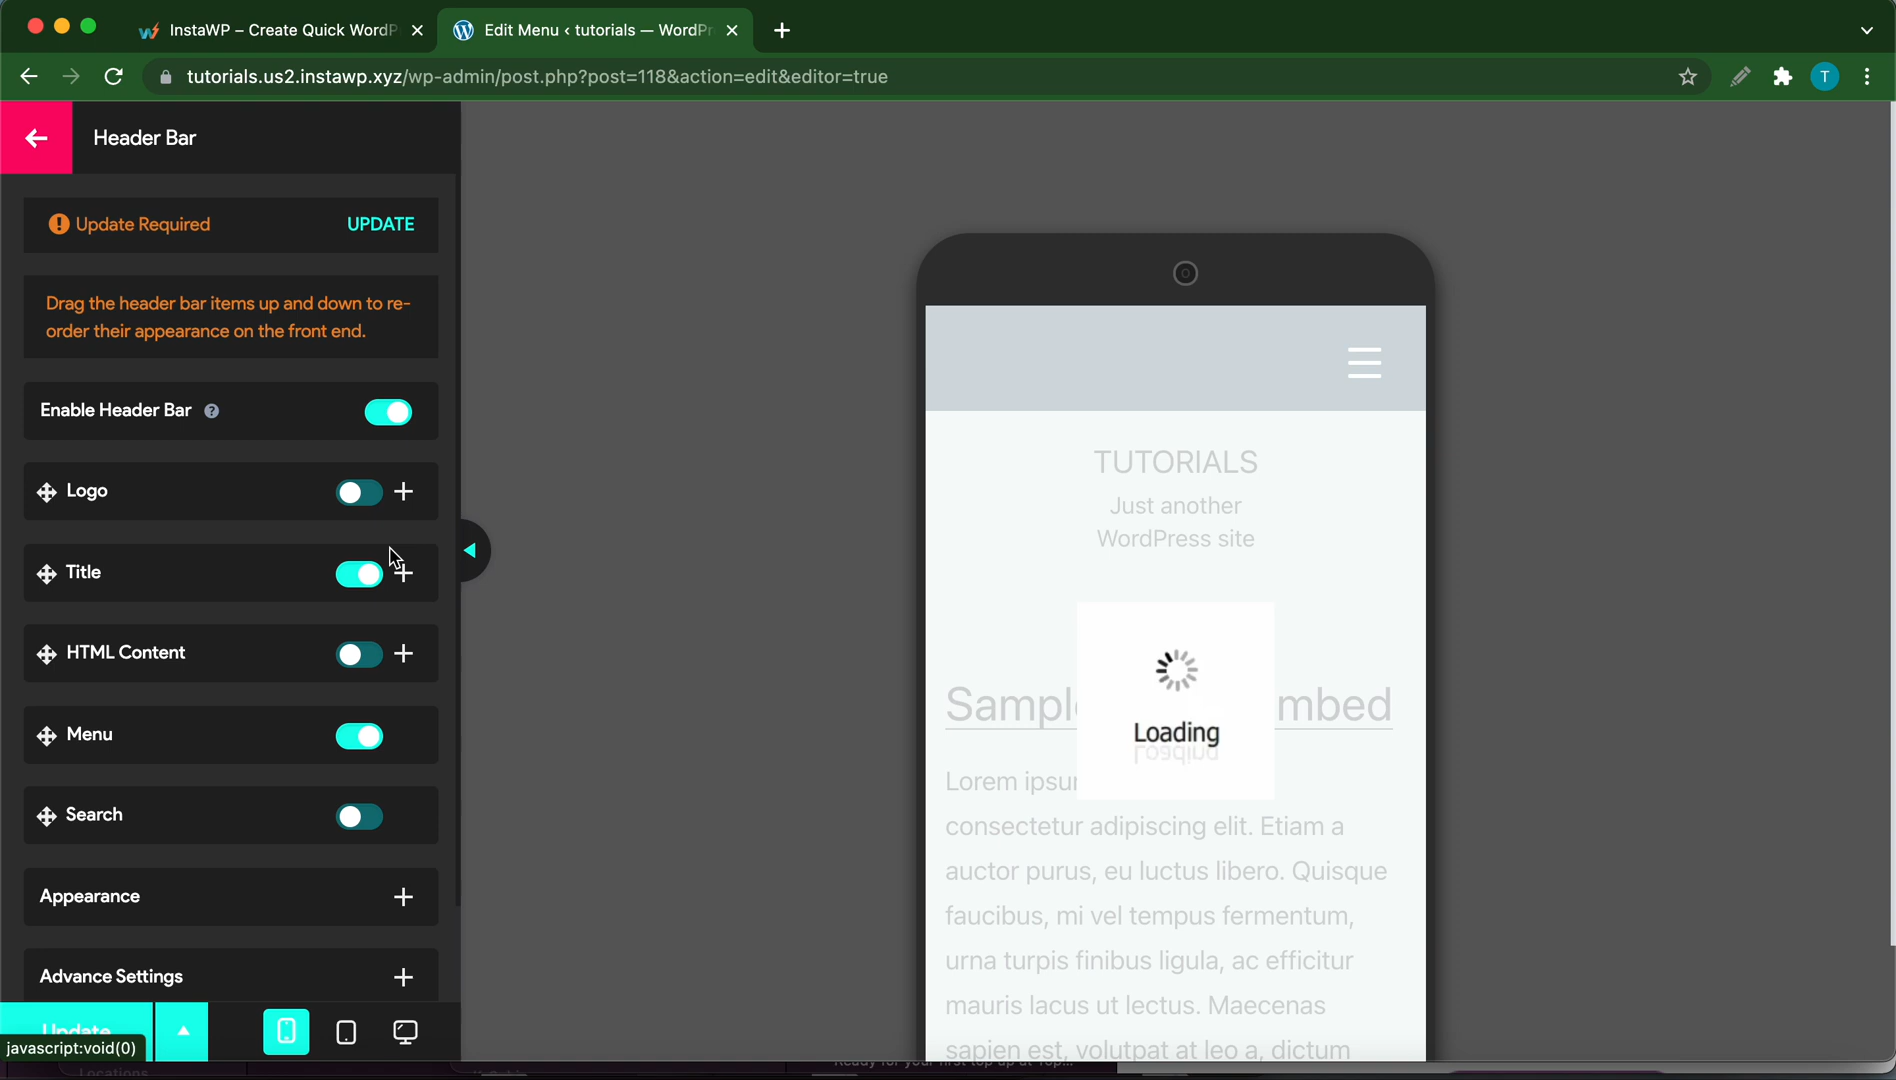 InstaWP – Create Quick WordP
Edit Menu ‹ tutorials — WordPr
tutorials.us2.instawp.xyz/wp-admin/post.php?post=118&action=edit&editor=true
T
Header Bar
Update Required
UPDATE
Drag the header bar items up and down to re-
order their appearance on the front end.
Enable Header Bar
Logo
Title
HTML Content
Menu
Search
Appearance
Advance Settings
Update
javascript:void(0)
TUTORIALS
Just another
WordPress site
Sampl
mbed
Loading
Lorem ipsu
consectetur adipiscing elit. Etiam a
auctor purus, eu luctus libero. Quisque
faucibus, mi vel tempus fermentum,
urna turpis finibus ligula, ac efficitur
mauris lacus ut lectus. Maecenas
sapien est, volutpat at leo a, dictum
Locations